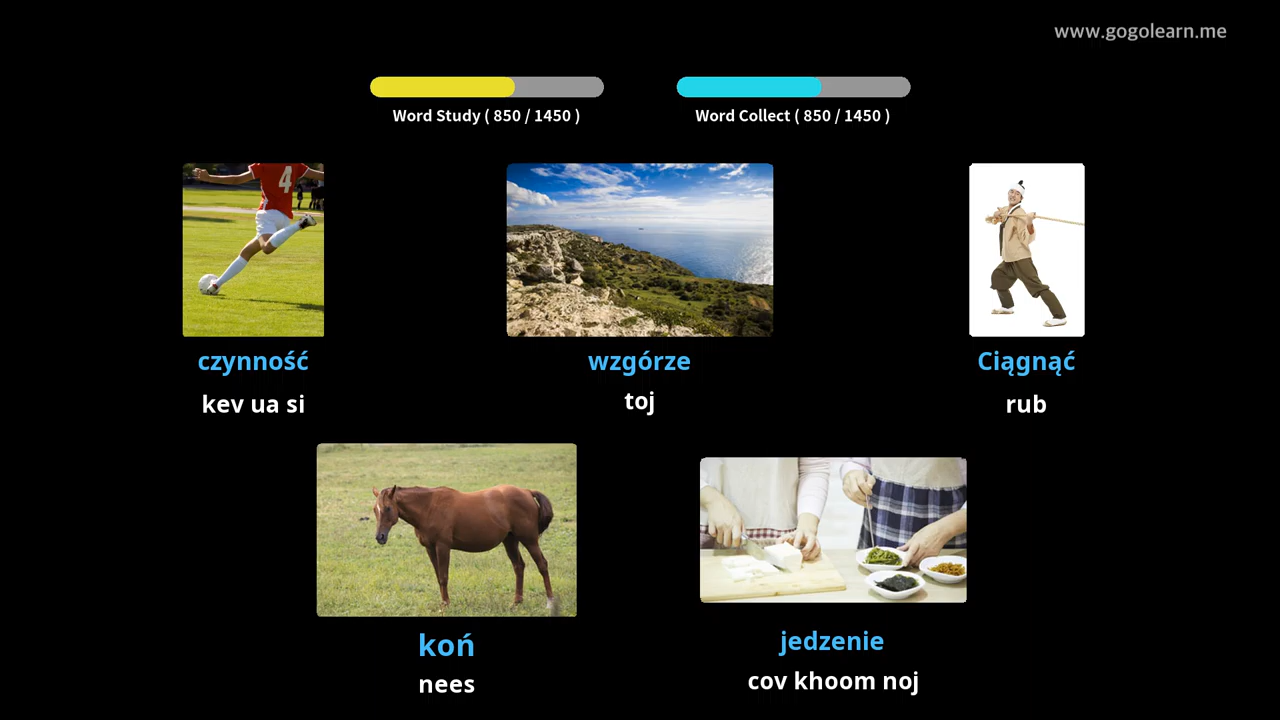 www.gogolearn.me
Word Study ( 850 / 1450 )
Word Collect ( 850 / 1450 )
4
czynność
wzgórze
Ciągnąć
kev ua si
toj
rub
koń
jedzenie
nees
cov khoom noj